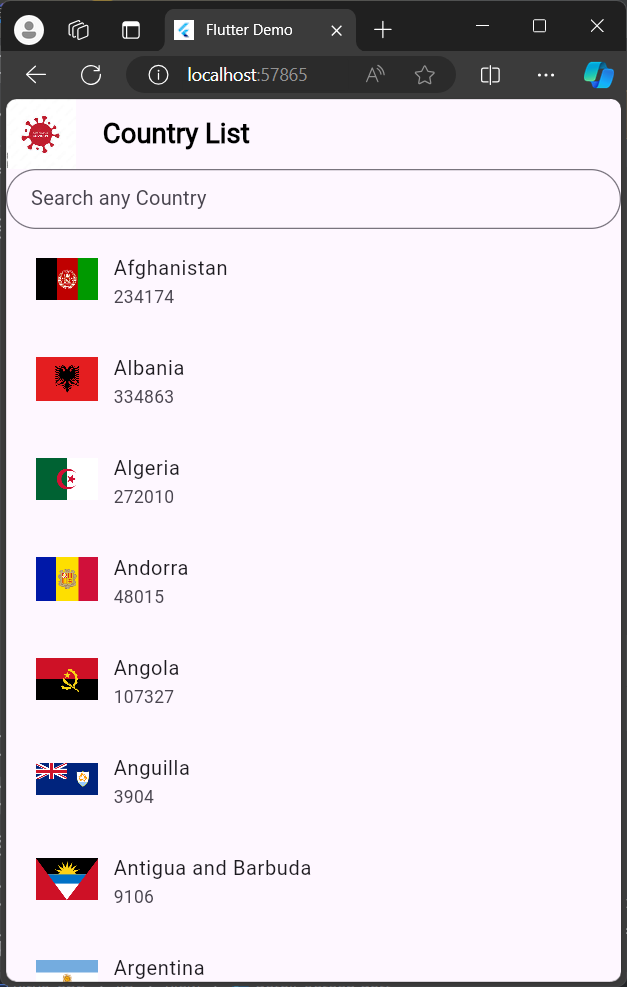 Flutter Demo
localhost:57865
Country List
Search any Country
Afghanistan
234174
Albania
334863
Algeria
272010
Andorra
48015
Angola
107327
Anguilla
3904
Antigua and Barbuda
9106
Argentina